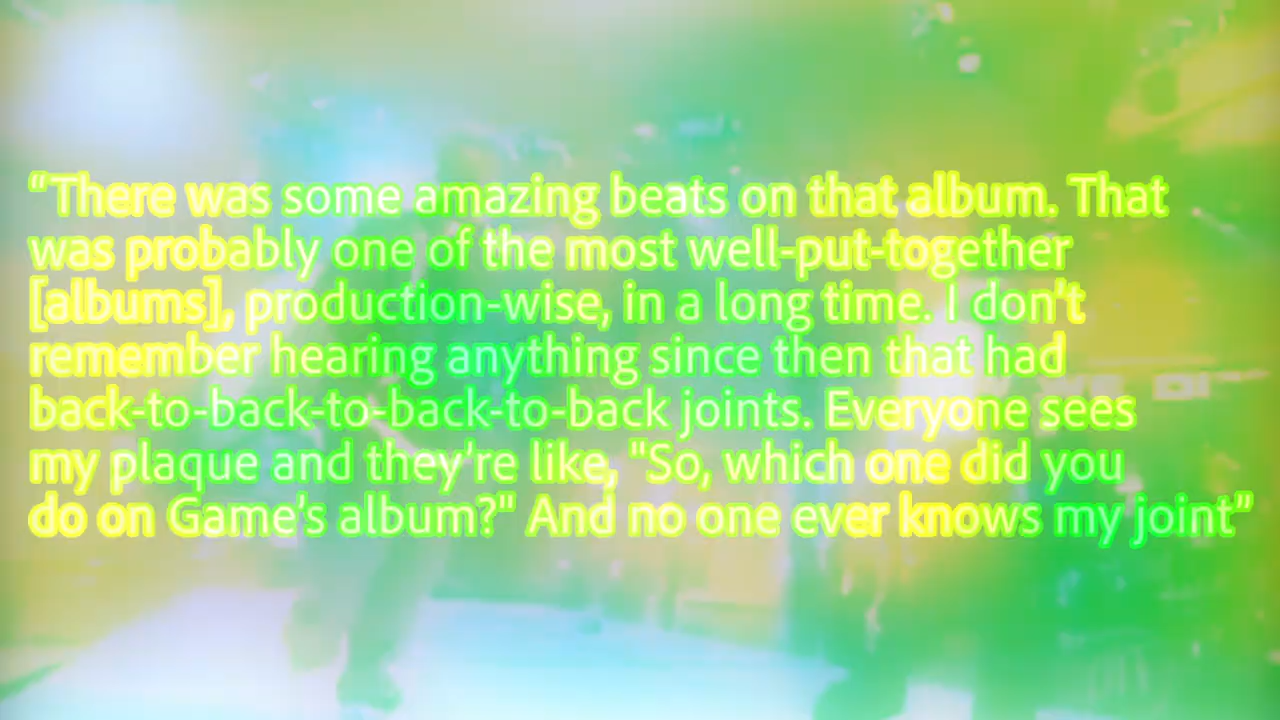 “There was some amazing beats on that album. That
was probably one of the most well-put-together
[albums], production-wise, in a long time. I don't
remember hearing anything since then that had
back-to-back-to-back-to-back joints. Everyone sees
my plaque and they're like, "So, which one did you
do on Game's album?" And no one ever knows my joint”